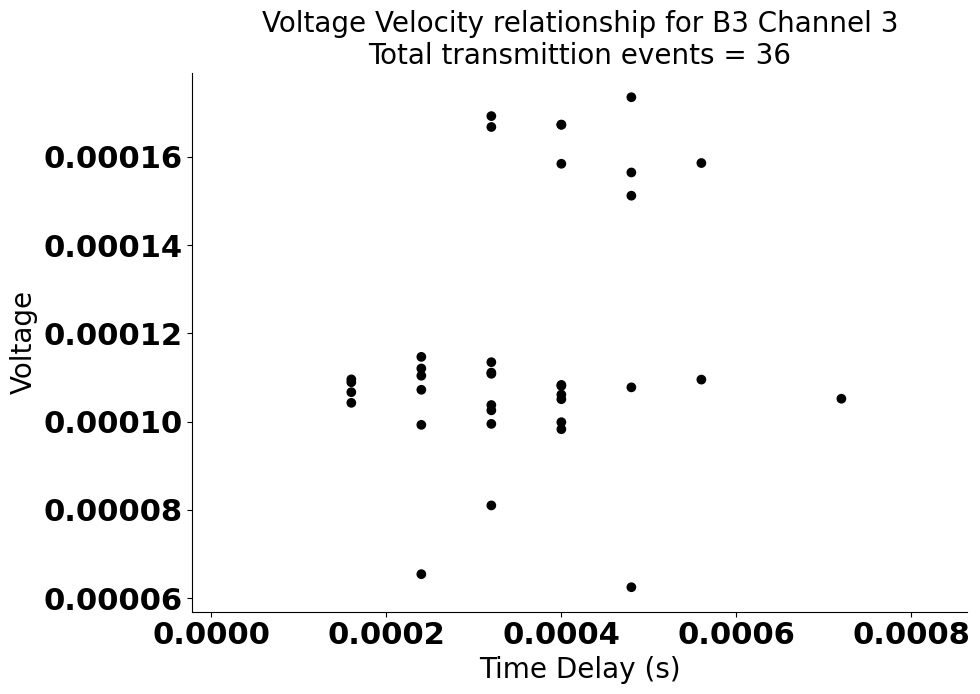 Voltage Velocity relationship for B3 Channel 3
Total transmittion events = 36
0.00016
0.00014
0.00012
0.00010
0.00008
0.00006
Voltage
0.0000 0.0002 0.0004 0.0006 0.0008
Time Delay (s)